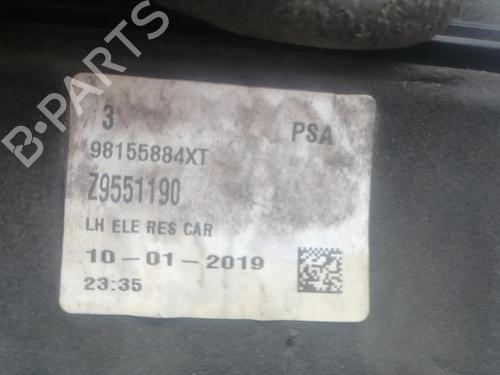 3
PSA
98155884XT
Z9551190
LH ELE RES CAR
10-01-2019
23:35
B-PARTS